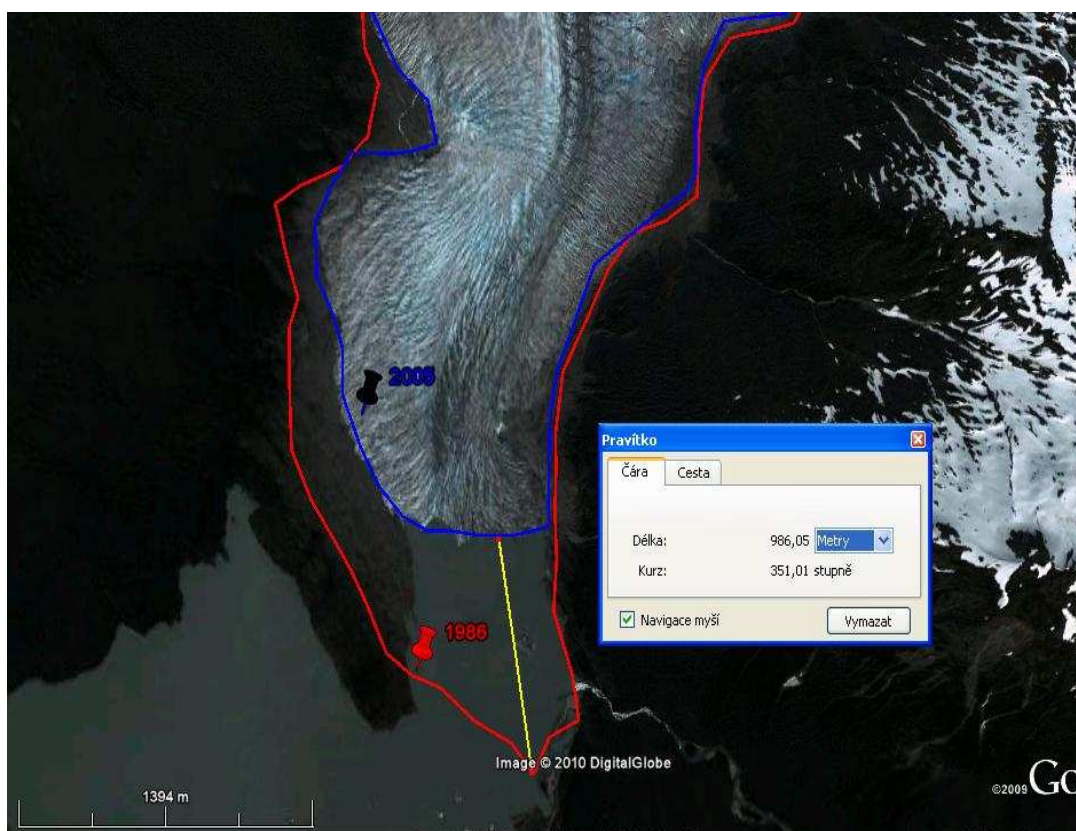 2005
Pravítko
Čára Cesta
Délka: 986,05 Metry
Kurz: 351,01 stupně
Navigace myší Vymazat
1986
Image © 2010 DigitalGlobe
©2009 Go
1394 m